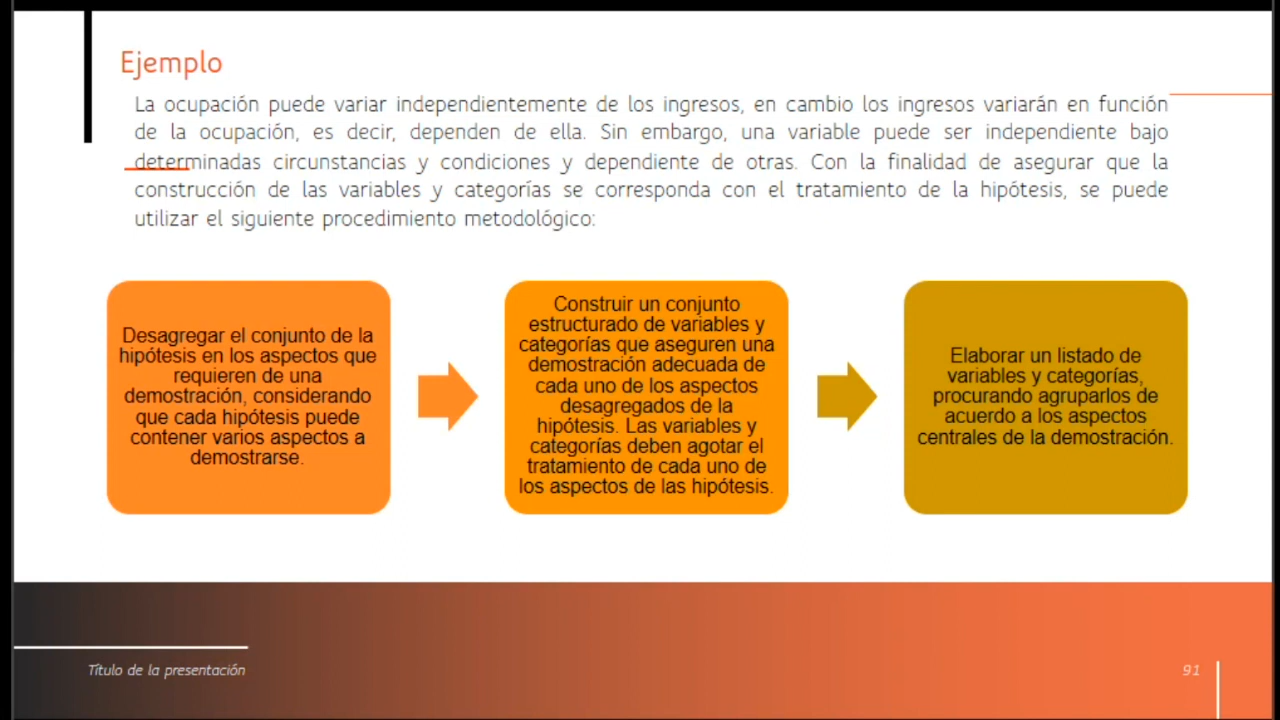 Ejemplo
La ocupación puede variar independientemente de los ingresos, en cambio los ingresos variarán en función
de la ocupación, es decir, dependen de ella. Sin embargo, una variable puede ser independiente bajo
determinadas circunstancias y condiciones y dependiente de otras. Con la finalidad de asegurar que la
construcción de las variables y categorías se corresponda con el tratamiento de la hipótesis, se puede
utilizar el siguiente procedimiento metodológico:
Desagregar el conjunto de la
hipótesis en los aspectos que
requieren de una
demostración, considerando
que cada hipótesis puede
contener varios aspectos a
demostrarse.
Construir un conjunto
estructurado de variables y
categorías que aseguren una
demostración adecuada de
cada uno de los aspectos
desagregados de la
hipótesis. Las variables y
categorías deben agotar el
tratamiento de cada uno de
los aspectos de las hipótesis.
Elaborar un listado de
variables y categorías,
procurando agruparlos de
acuerdo a los aspectos
centrales de la demostración.
Título de la presentación
91